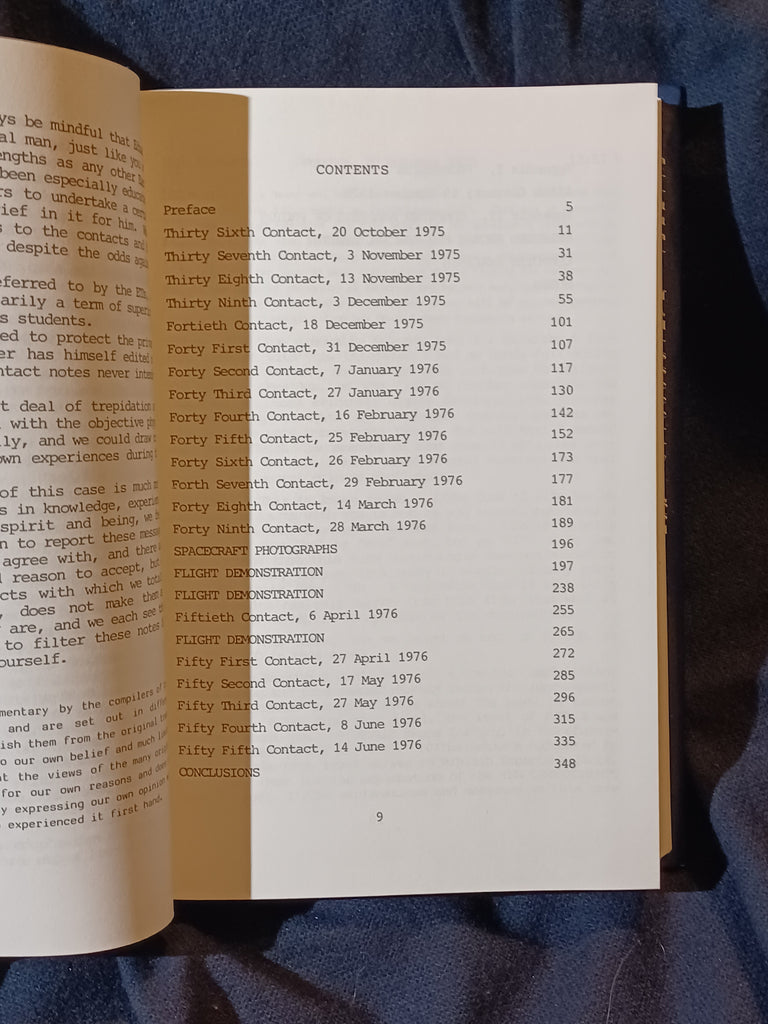 ys be mindful that
al man, just like
engths as any other
been especially
rs to undertake a
ief in it for him.
s to the contacts
despite the odds
eferred to by the
arily a term of
s students.
ed to protect the
er has himself edited
ntact notes never
t deal of trepidation
with the objective
ly, and we could draw
wn experiences during
of this case is much
s in knowledge,
spirit and being, we
n to report these
agree with, and there
d reason to accept, but
cts with which we
, does not make them
are, and we each see
to filter these notes
ourself.
mentary by the compilers of
and are set out in
ish them from the original
o our own belief and much
t the views of the many
for our own reasons and
y expressing our own opinion
experienced it first hand.
CONTENTS
Preface 5
Thirty Sixth Contact, 20 October 1975 11
Thirty Seventh Contact, 3 November 1975 31
Thirty Eighth Contact, 13 November 1975 38
Thirty Ninth Contact, 3 December 1975 55
Fortieth Contact, 18 December 1975 101
Forty First Contact, 31 December 1975 107
Forty Second Contact, 7 January 1976 117
Forty Third Contact, 27 January 1976 130
Forty Fourth Contact, 16 February 1976 142
Forty Fifth Contact, 25 February 1976 152
Forty Sixth Contact, 26 February 1976 173
Forth Seventh Contact, 29 February 1976 177
Forty Eighth Contact, 14 March 1976 181
Forty Ninth Contact, 28 March 1976 189
SPACECRAFT PHOTOGRAPHS 196
FLIGHT DEMONSTRATION 197
FLIGHT DEMONSTRATION 238
Fiftieth Contact, 6 April 1976 255
FLIGHT DEMONSTRATION 265
Fifty First Contact, 27 April 1976 272
Fifty Second Contact, 17 May 1976 285
Fifty Third Contact, 27 May 1976 296
Fifty Fourth Contact, 8 June 1976 315
Fifty Fifth Contact, 14 June 1976 335
CONCLUSIONS 348
9